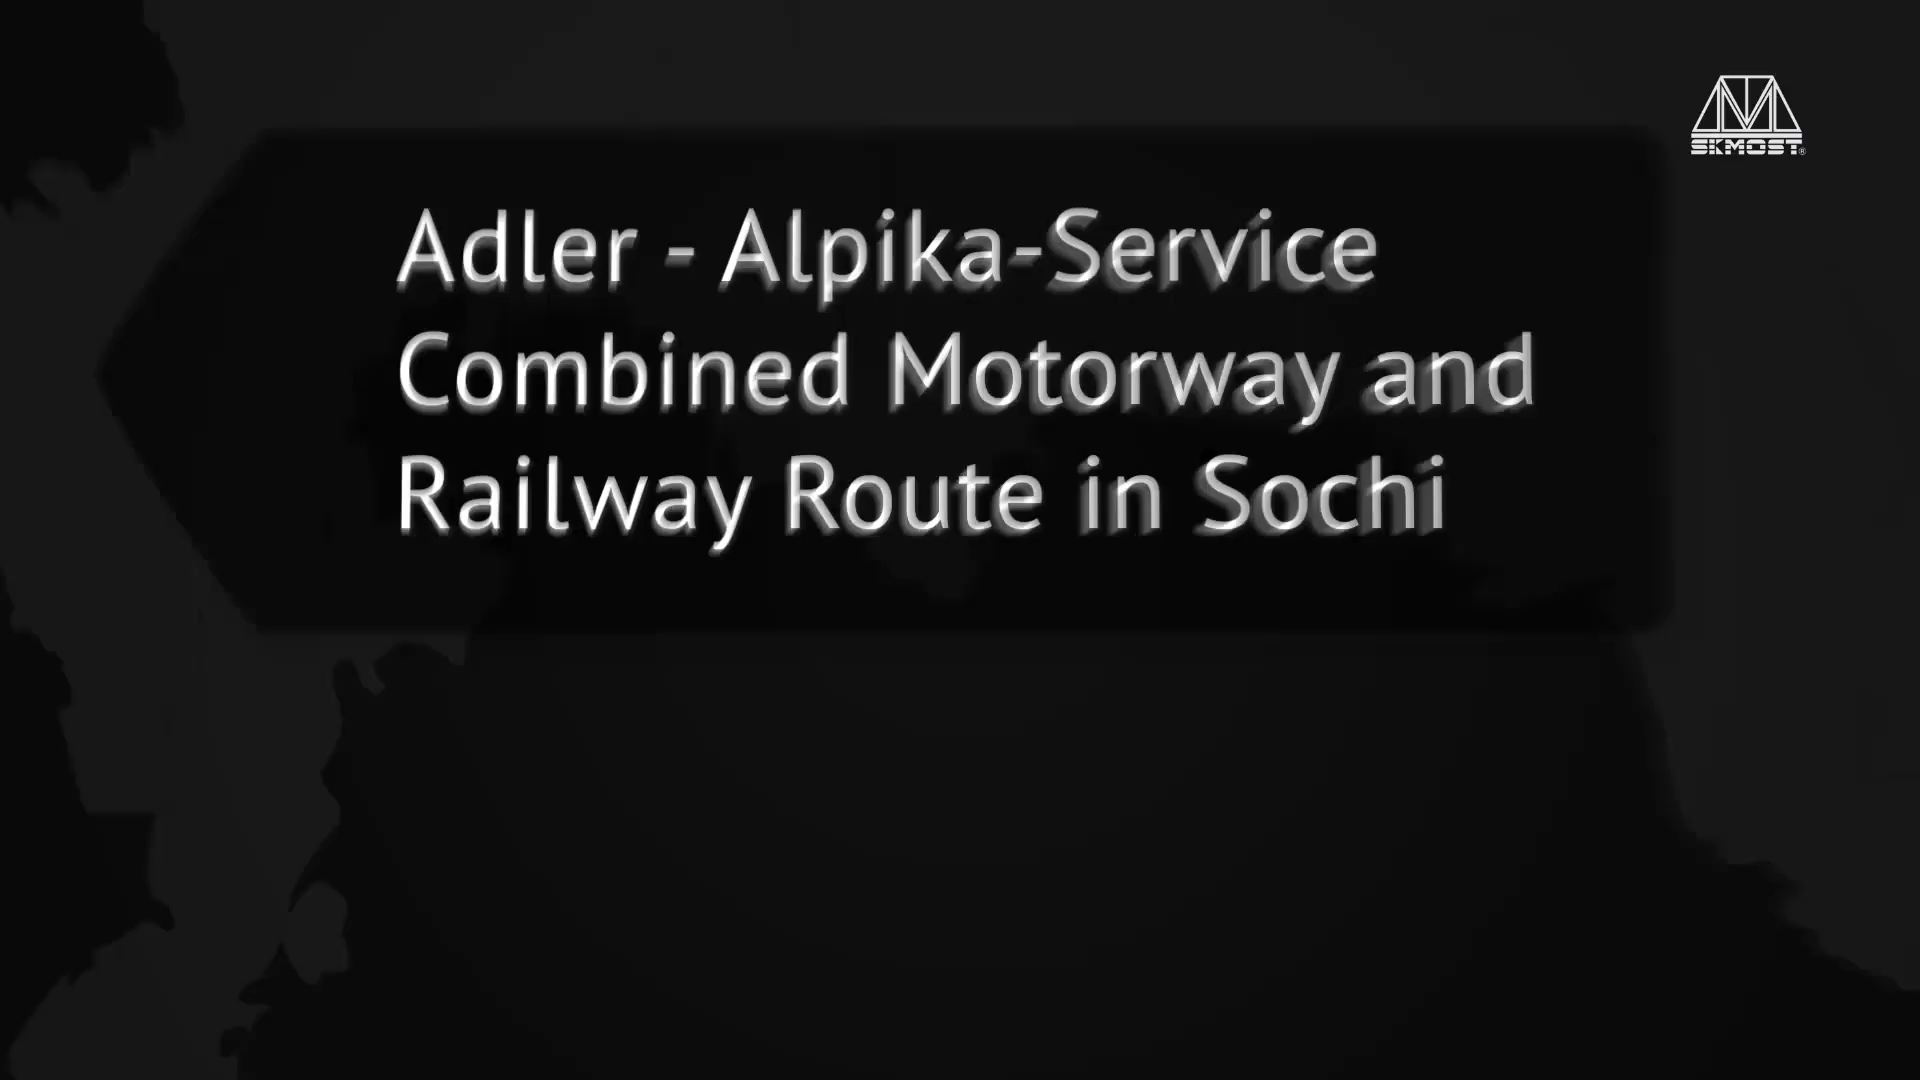 SKMOST®
Adler - Alpika-Service
Combined Motorway and
Railway Route in Sochi